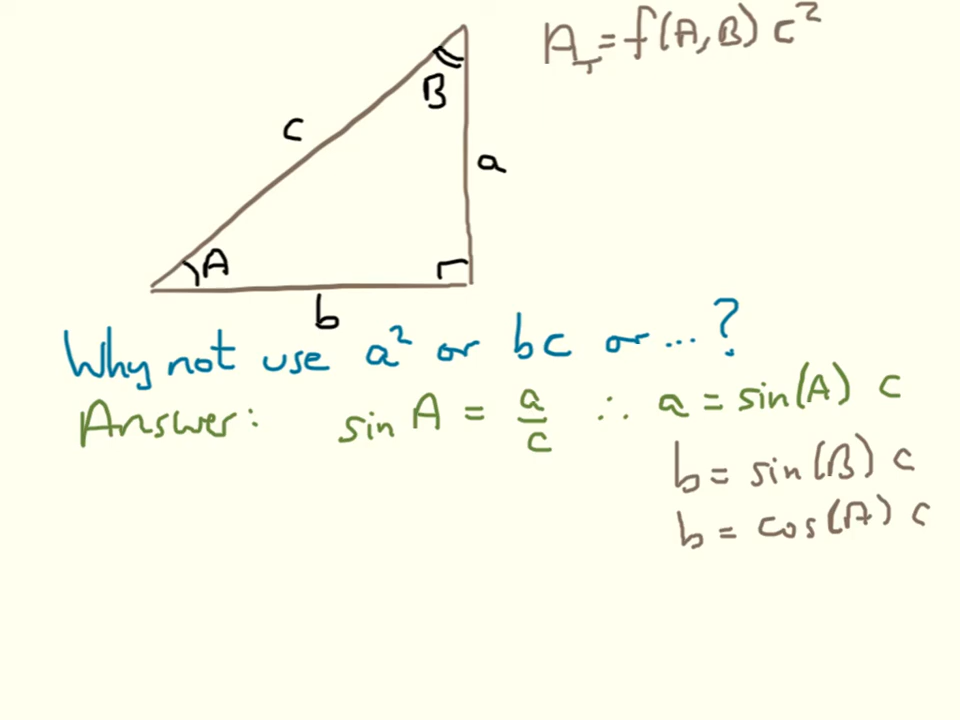 A_T = f(A, B) c²
B
c
a
A
b
Why not use a² or bc or ... ?
Answer: sin A = a/c ∴ a = sin(A) c
b = sin(B) c
b = cos(A) c